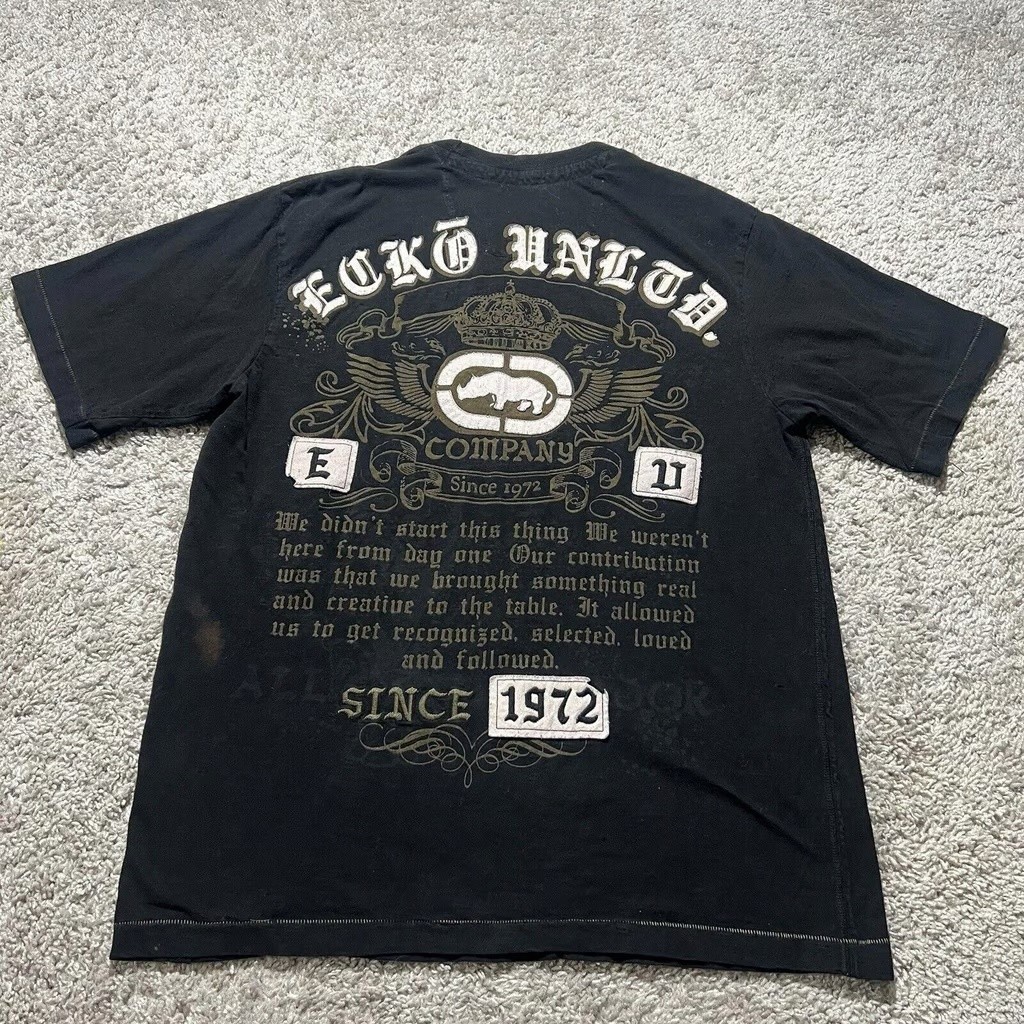 ECKŌ UNLTD.
COMPANY
E U
Since 1972
We didn't start this thing We weren't
here from day one Our contribution
was that we brought something real
and creative to the table. It allowed
us to get recognized, selected, loved
and followed.
SINCE 1972